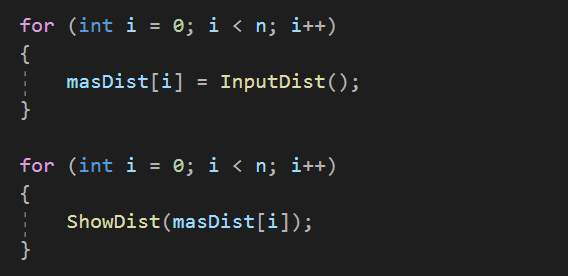 for (int i = 0; i < n; i++)
{
    masDist[i] = InputDist();
}
for (int i = 0; i < n; i++)
{
    ShowDist(masDist[i]);
}